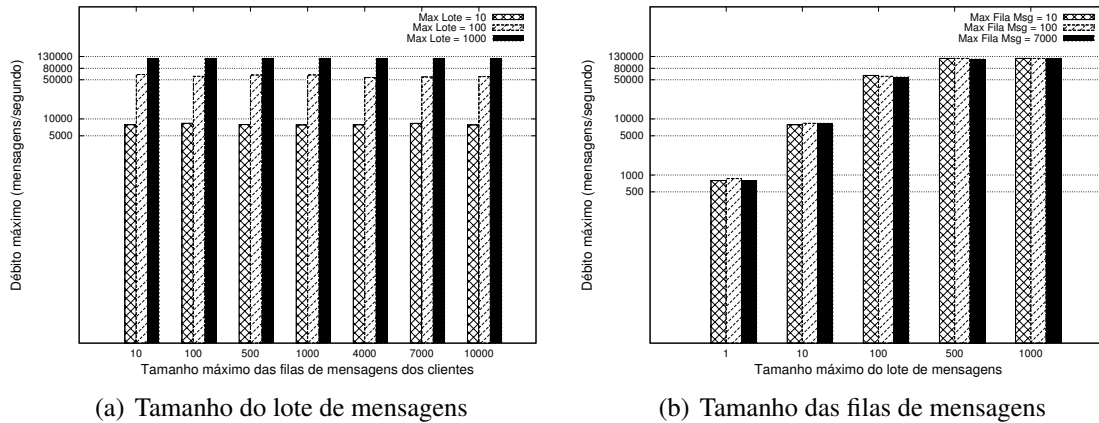 Max Lote = 10
Max Lote = 100
Max Lote = 1000
130000
80000
50000
10000
5000
Débito máximo (mensagens/segundo)
10 100 500 1000 4000 7000 10000
Tamanho máximo das filas de mensagens dos clientes
(a) Tamanho do lote de mensagens
Max Fila Msg = 10
Max Fila Msg = 100
Max Fila Msg = 7000
130000
80000
50000
10000
5000
1000
500
Débito máximo (mensagens/segundo)
1 10 100 500 1000
Tamanho máximo do lote de mensagens
(b) Tamanho das filas de mensagens